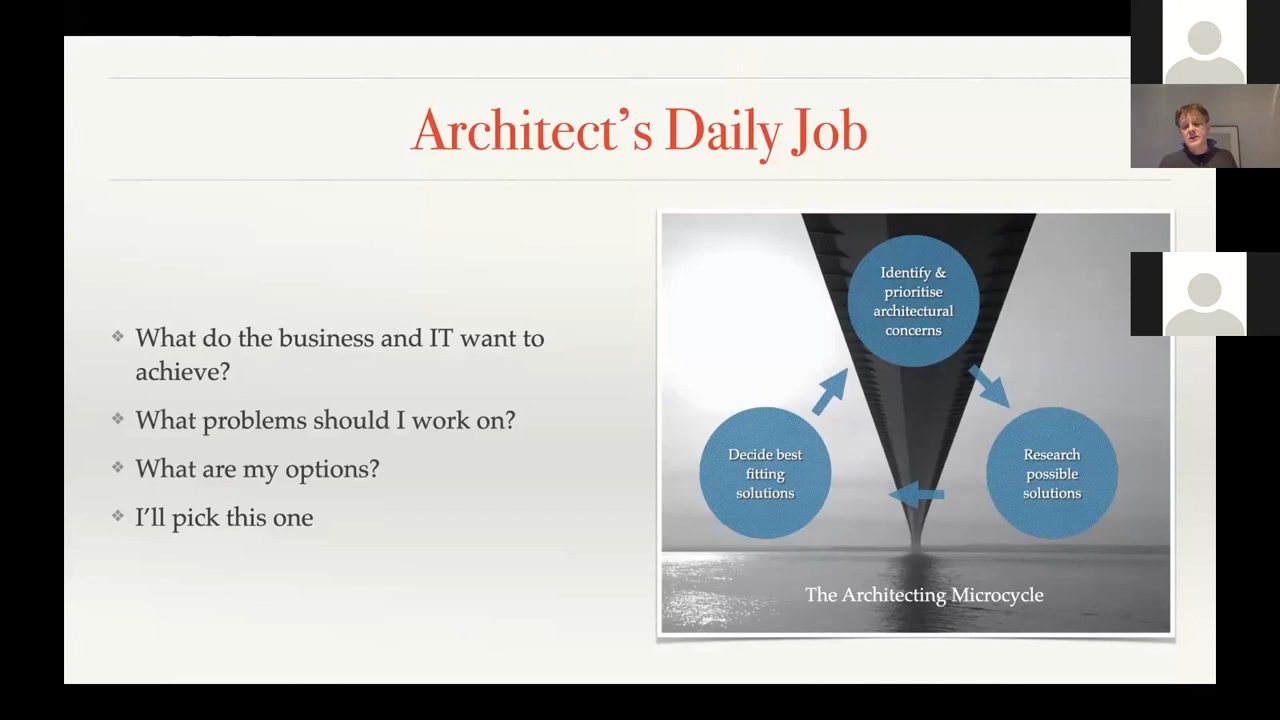 Architect’s Daily Job
❖ What do the business and IT want to
achieve?
❖ What problems should I work on?
❖ What are my options?
❖ I’ll pick this one
Identify &
prioritise
architectural
concerns
Decide best
fitting
solutions
Research
possible
solutions
The Architecting Microcycle